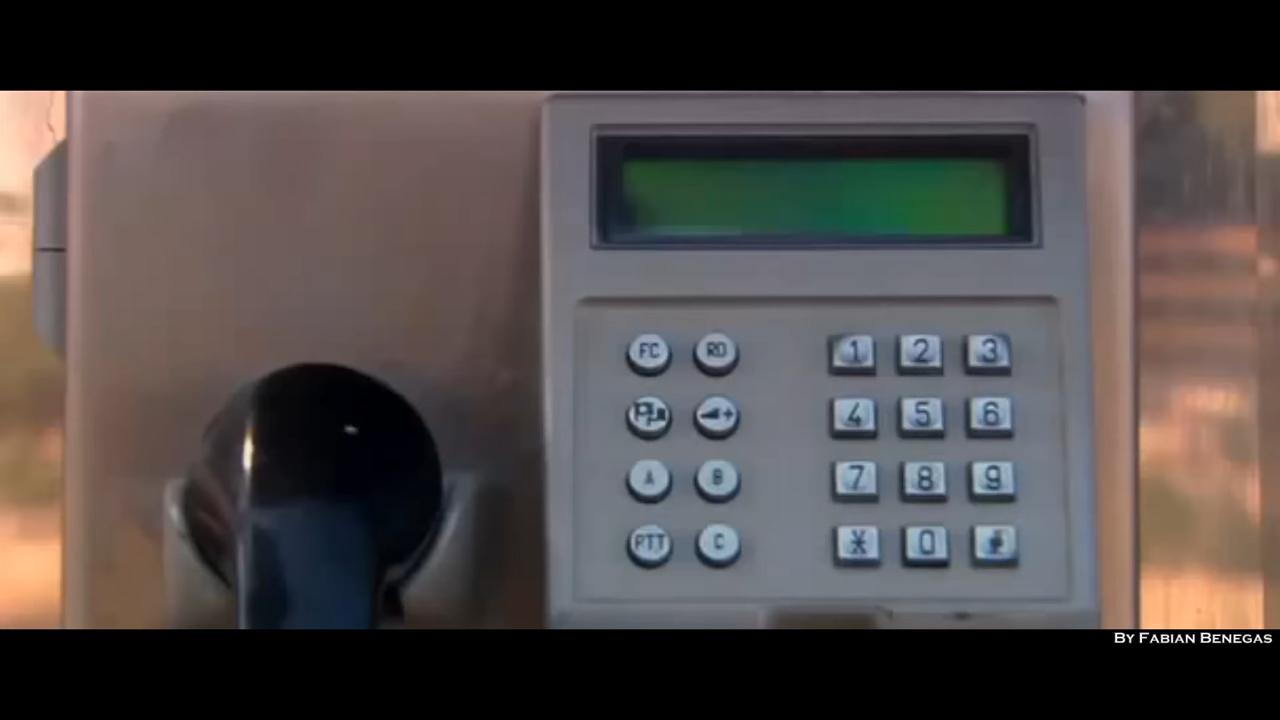 FC RD 1 2 3
+ 4 5 6
A B 7 8 9
PTT C * 0 #
BY FABIAN BENEGAS